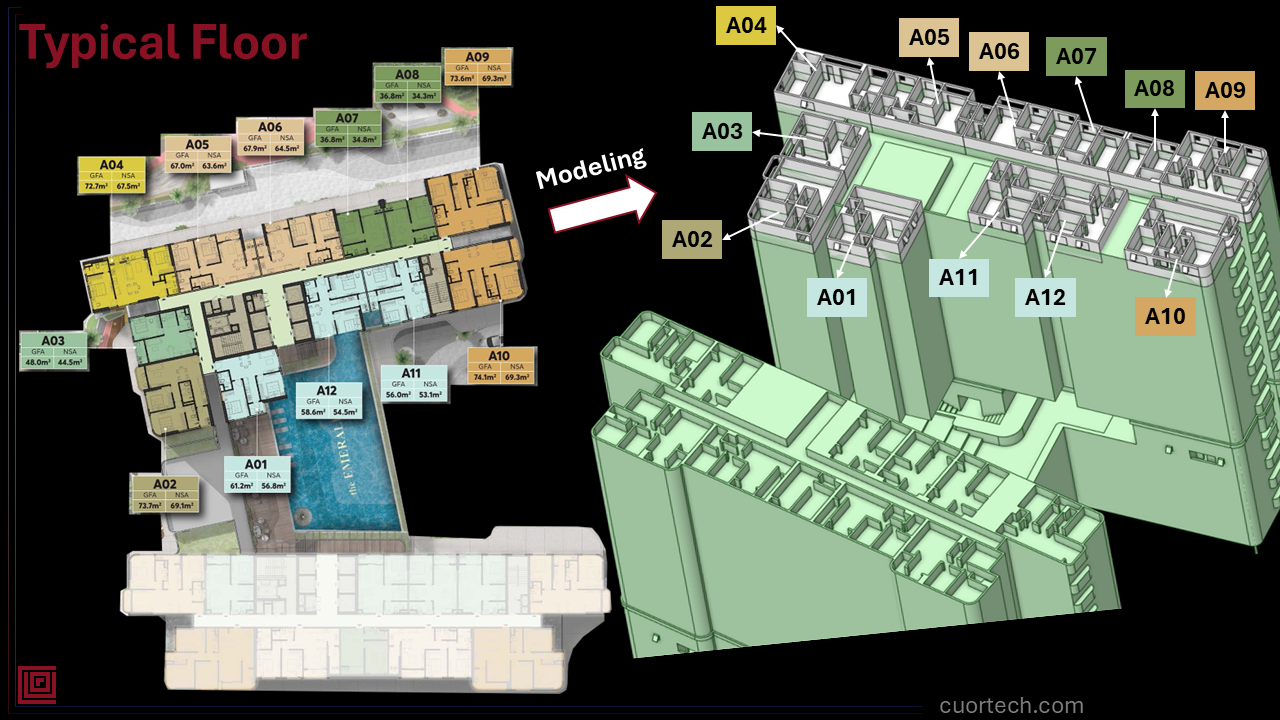 Typical Floor
A09
GFA NSA
73.6m² 69.3m²
A08
GFA NSA
36.8m² 34.3m²
A07
GFA NSA
36.8m² 34.8m²
A06
GFA NSA
67.9m² 64.5m²
A05
GFA NSA
67.0m² 63.6m²
A04
GFA NSA
72.7m² 67.5m²
A03
GFA NSA
48.0m² 44.5m²
A10
GFA NSA
74.1m² 69.3m²
A11
GFA NSA
56.0m² 53.1m²
A12
GFA NSA
58.6m² 54.5m²
the EMERAL
A01
GFA NSA
61.2m² 56.8m²
A02
GFA NSA
73.7m² 69.1m²
Modeling
A04
A05
A06
A07
A08
A09
A03
A02
A01
A11
A12
A10
cuortech.com